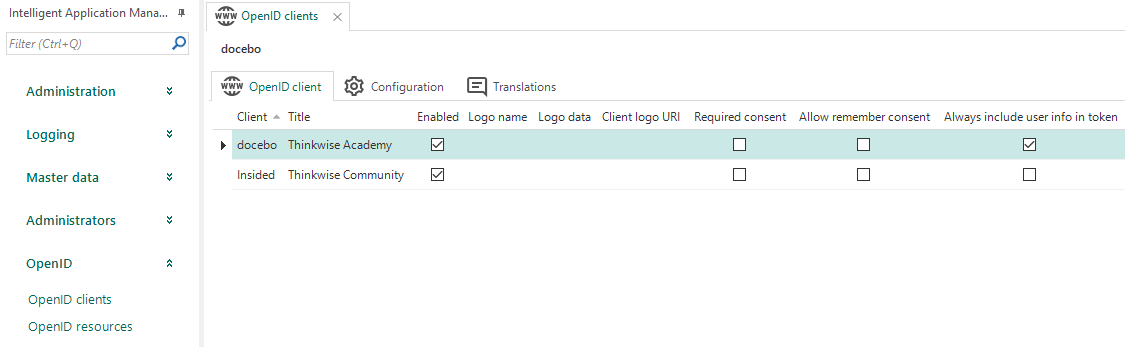 Intelligent Application Mana...
Filter (Ctrl+Q)
Administration
Logging
Master data
Administrators
OpenID
OpenID clients
OpenID resources
WWW OpenID clients
docebo
WWW OpenID client Configuration Translations
Client Title Enabled Logo name Logo data Client logo URI Required consent Allow remember consent Always include user info in token
docebo Thinkwise Academy
Insided Thinkwise Community